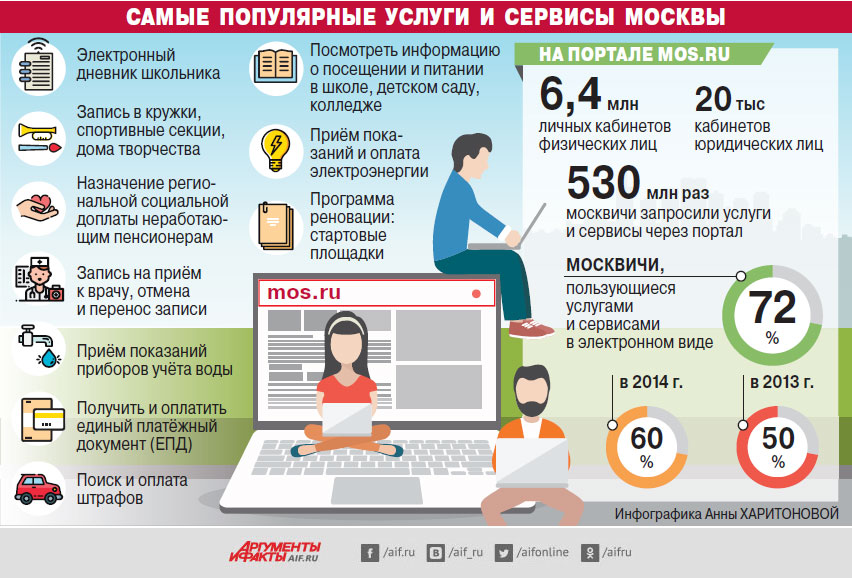 САМЫЕ ПОПУЛЯРНЫЕ УСЛУГИ И СЕРВИСЫ МОСКВЫ
Электронный
дневник школьника
Запись в кружки,
спортивные секции,
дома творчества
Назначение регио-
нальной социальной
доплаты неработаю-
щим пенсионерам
Запись на приём
к врачу, отмена
и перенос записи
Приём показаний
приборов учёта воды
Получить и оплатить
единый платёжный
документ (ЕПД)
Поиск и оплата
штрафов
Посмотреть информацию
о посещении и питании
в школе, детском саду,
колледже
Приём пока-
заний и оплата
электроэнергии
Программа
реновации:
стартовые
площадки
mos.ru
НА ПОРТАЛЕ MOS.RU
6,4 млн
личных кабинетов
физических лиц
20 тыс
кабинетов
юридических лиц
530 млн раз
москвичи запросили услуги
и сервисы через портал
МОСКВИЧИ,
пользующиеся
услугами
и сервисами
в электронном виде
72
%
в 2014 г.
60
%
в 2013 г.
50
%
Инфографика Анны ХАРИТОНОВОЙ
АРГУМЕНТЫ
И ФАКТЫ AIF.RU
f /aif.ru
B /aif_ru
/aifonline
/aifru